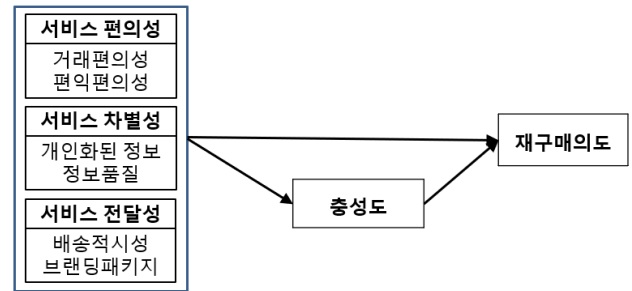 서비스 편의성
거래편의성
편익편의성
서비스 차별성
개인화된 정보
정보품질
서비스 전달성
배송적시성
브랜딩패키지
충성도
재구매의도